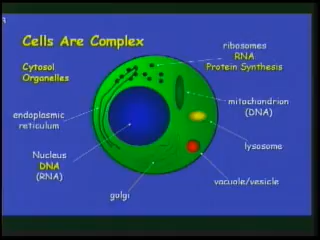 Cells Are Complex
Cytosol
Organelles
ribosomes
RNA
Protein Synthesis
endoplasmic
reticulum
mitochondrion
(DNA)
lysosome
Nucleus
DNA
(RNA)
vacuole/vesicle
golgi